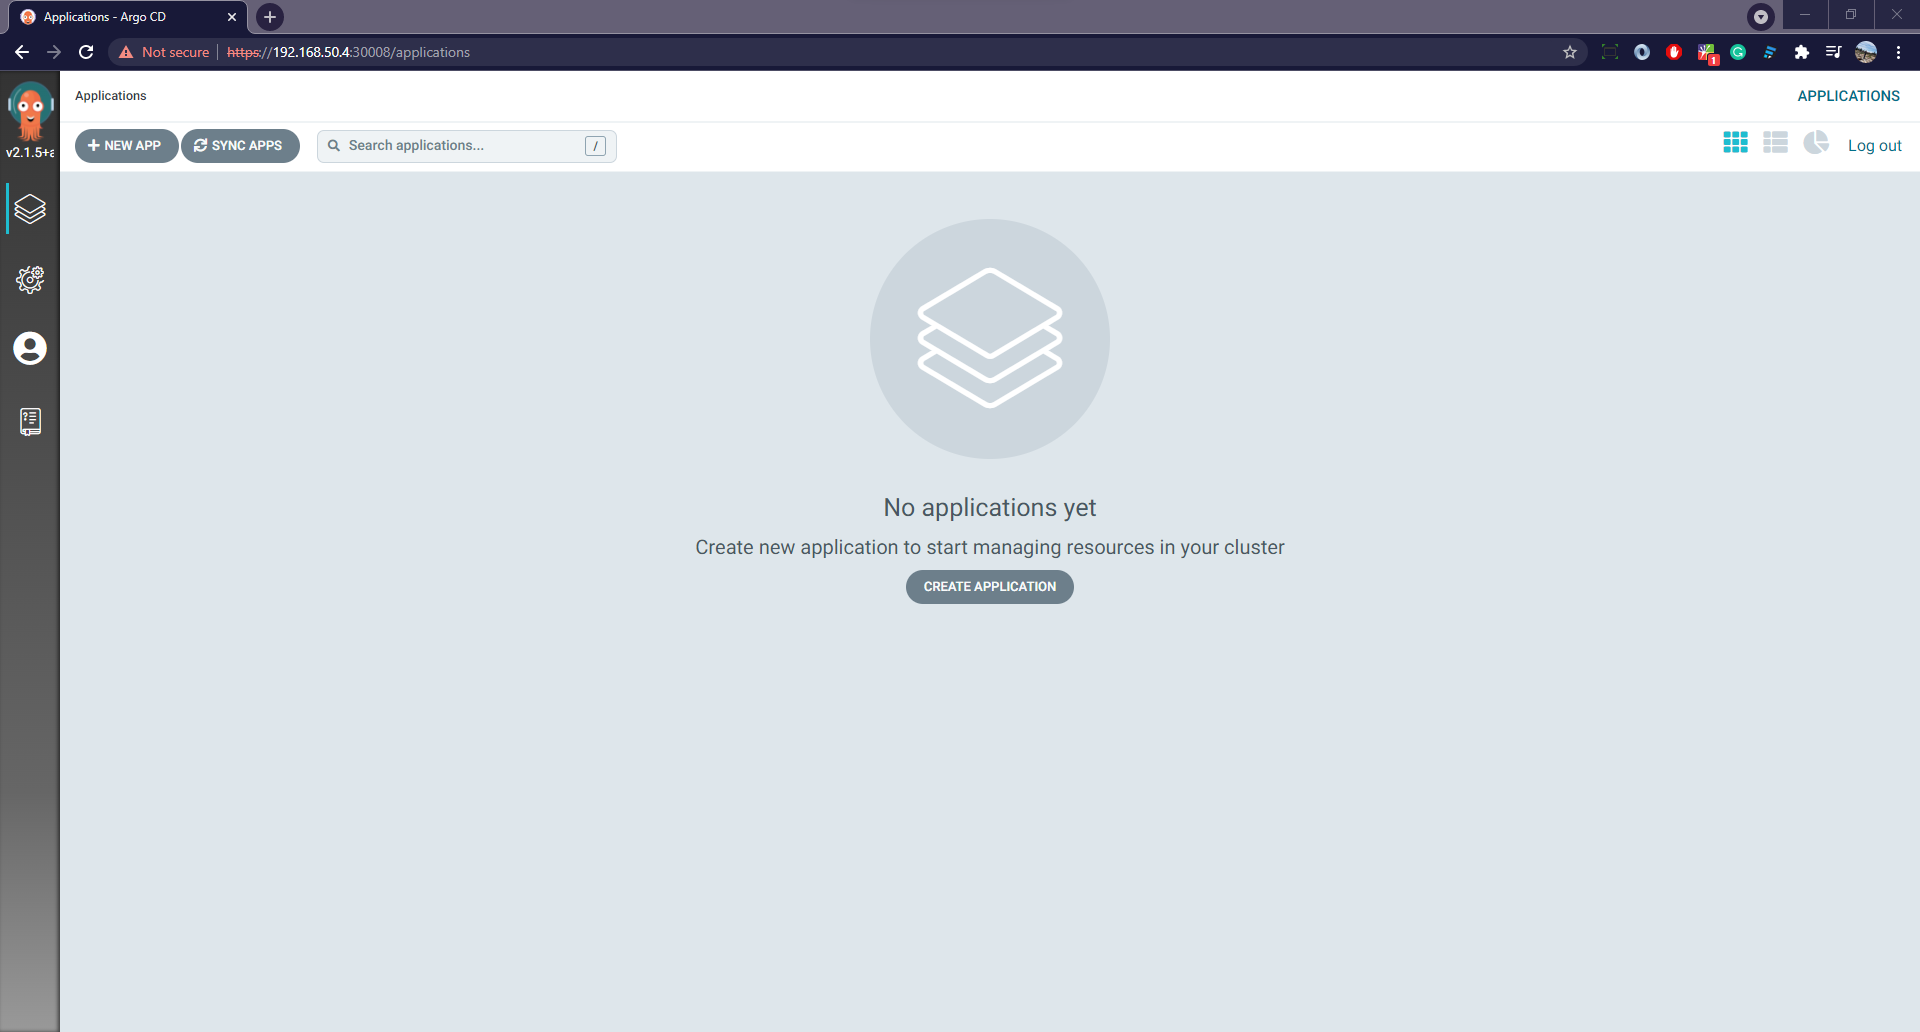 Applications - Argo CD
Not secure https://192.168.50.4:30008/applications
1
Applications
APPLICATIONS
v2.1.5+a
NEW APP
SYNC APPS
Search applications...
/
Log out
No applications yet
Create new application to start managing resources in your cluster
CREATE APPLICATION